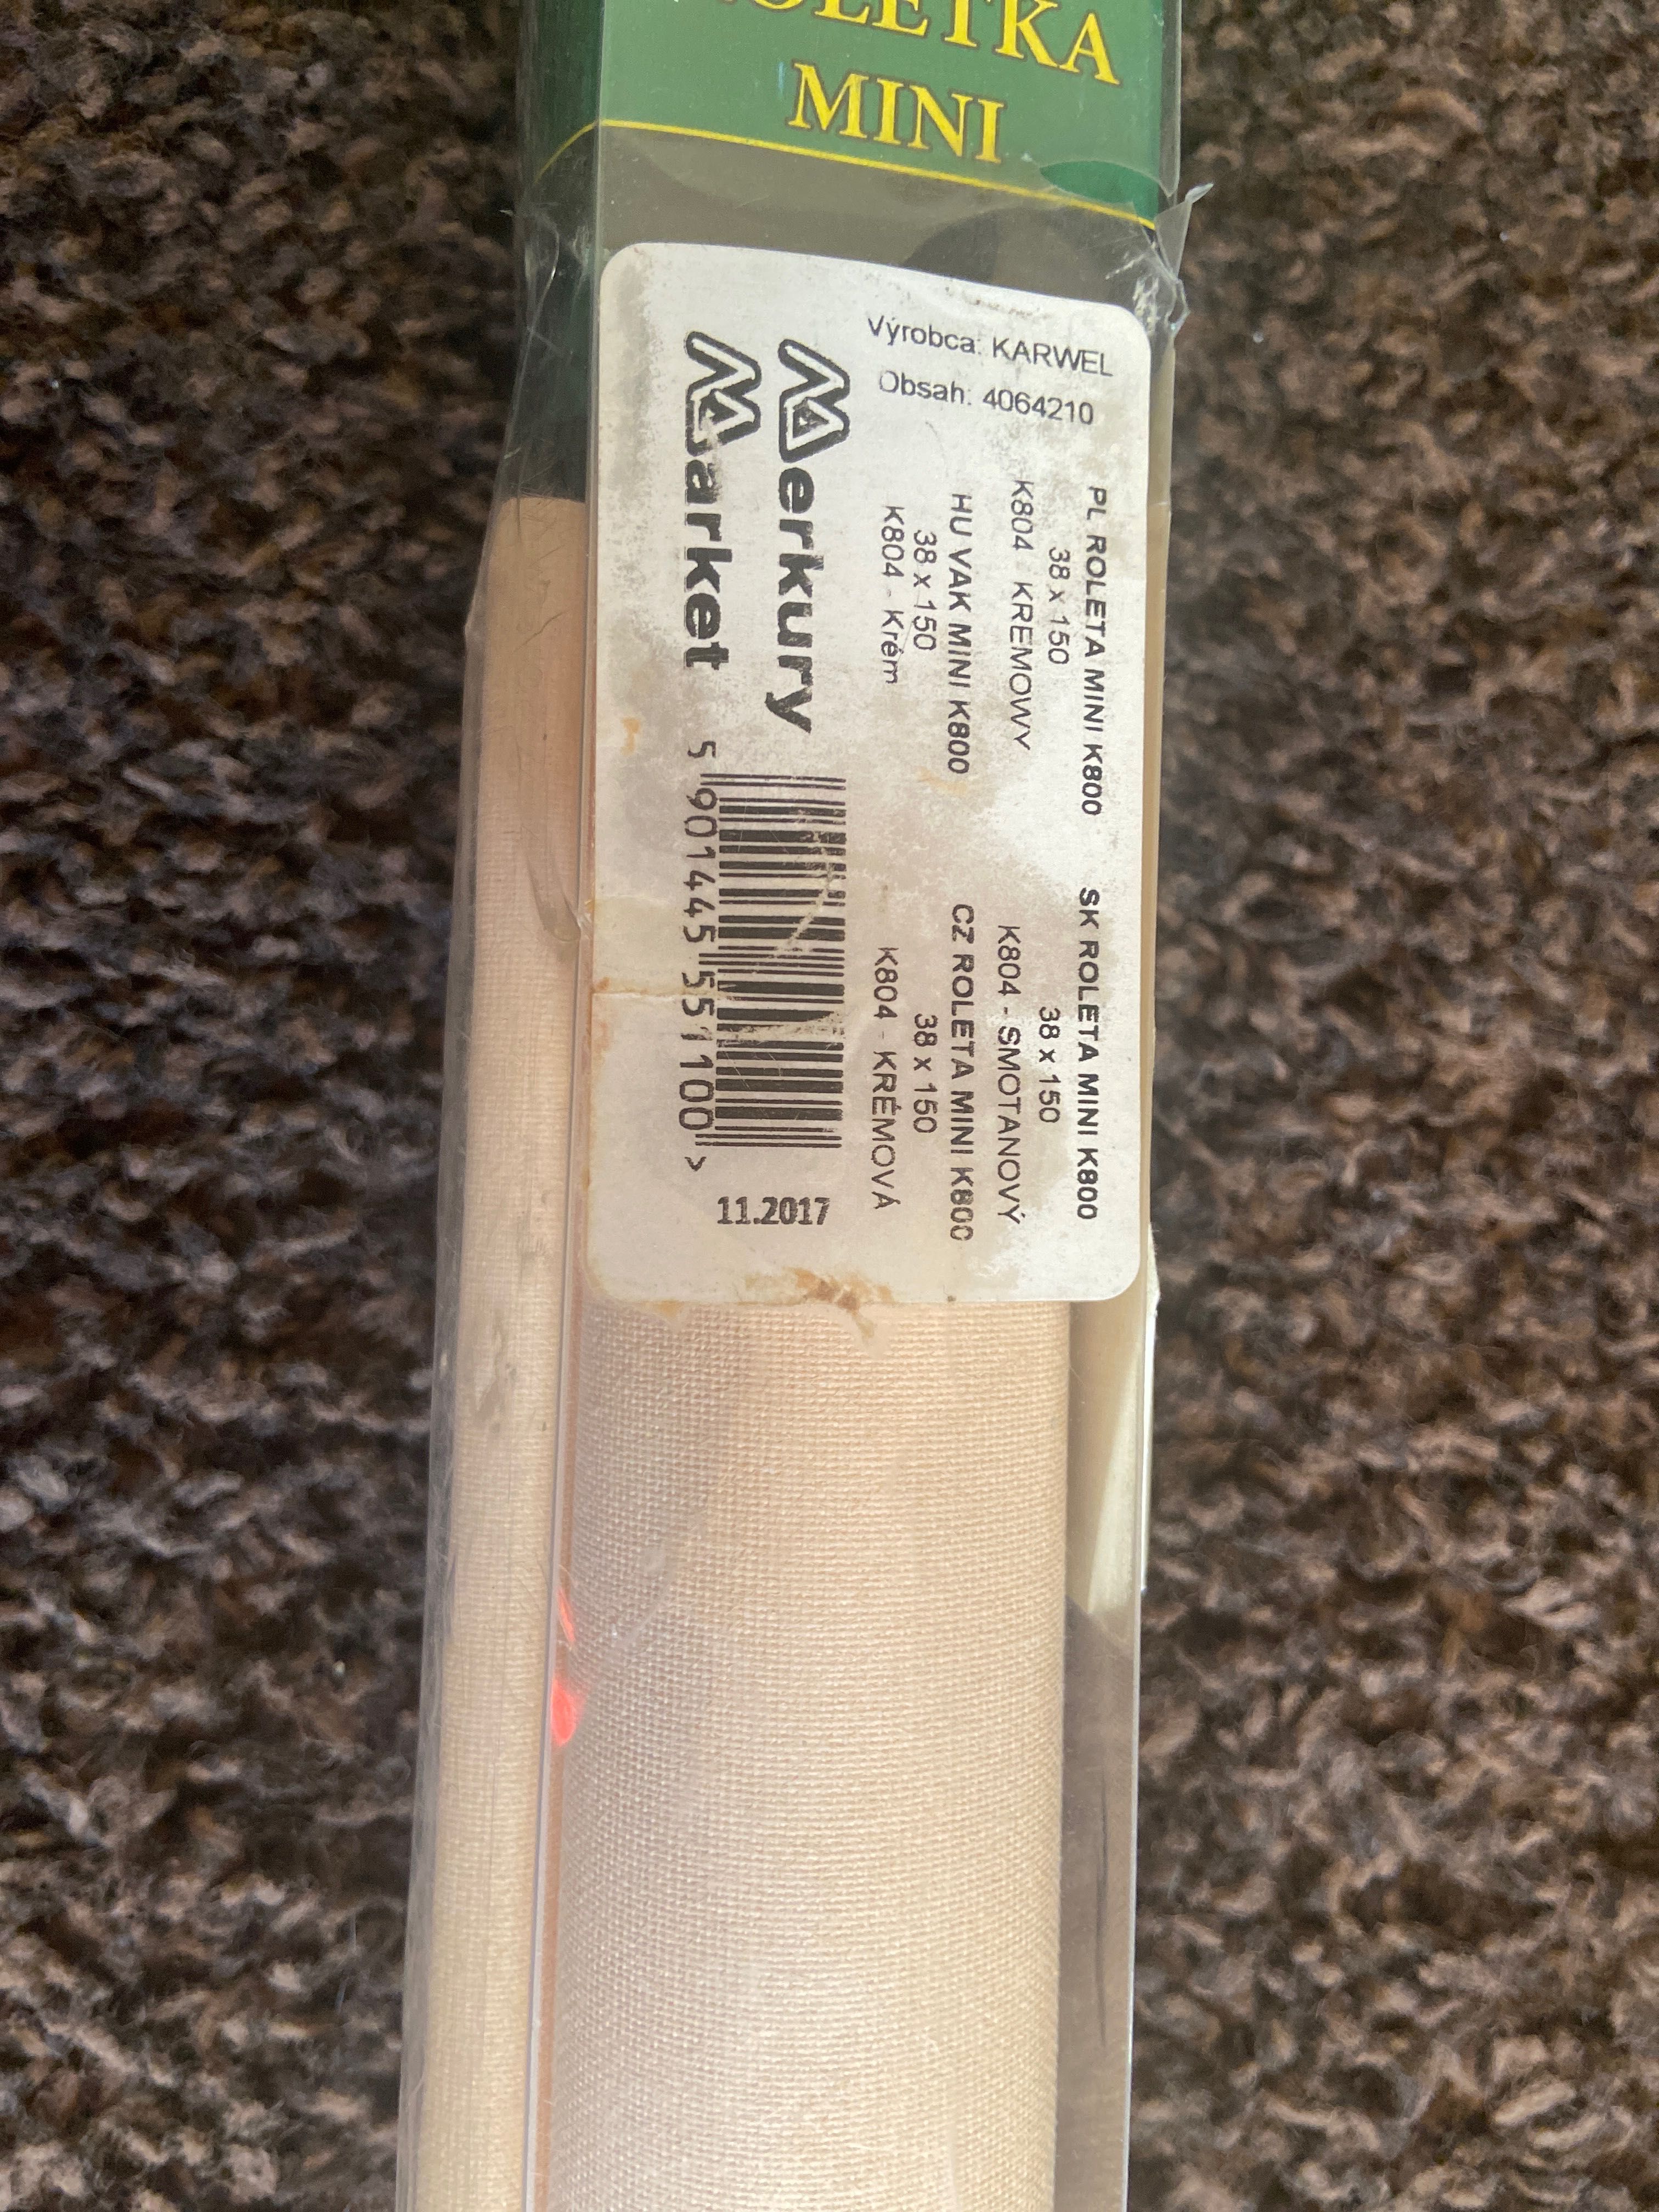 MINI
Výrobca: KARWEL
Obsah: 4064210
PL ROLETA MINI K800
38 x 150
K804 - KREMOWY
HU VAK MINI K800
38 x 150
K804 - Krém
SK ROLETA MINI K800
38 x 150
K804 - SMOTANOVÝ
CZ ROLETA MINI K800
38 x 150
K804 - KRÉMOVÁ
Merkury
Market
5 901445 551100 >
11.2017